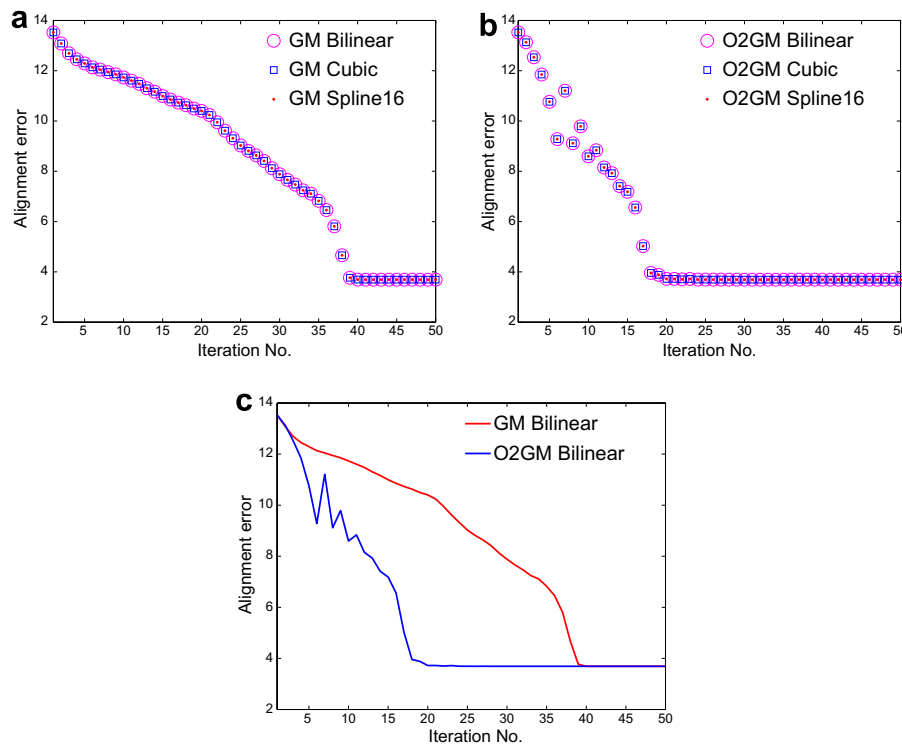 a
14
12
10
8
6
4
2
Alignment error
5 10 15 20 25 30 35 40 45 50
Iteration No.
GM Bilinear
GM Cubic
GM Spline16
b
14
12
10
8
6
4
2
Alignment error
5 10 15 20 25 30 35 40 45 50
Iteration No.
O2GM Bilinear
O2GM Cubic
O2GM Spline16
c
14
12
10
8
6
4
2
Alignment error
5 10 15 20 25 30 35 40 45 50
Iteration No.
GM Bilinear
O2GM Bilinear